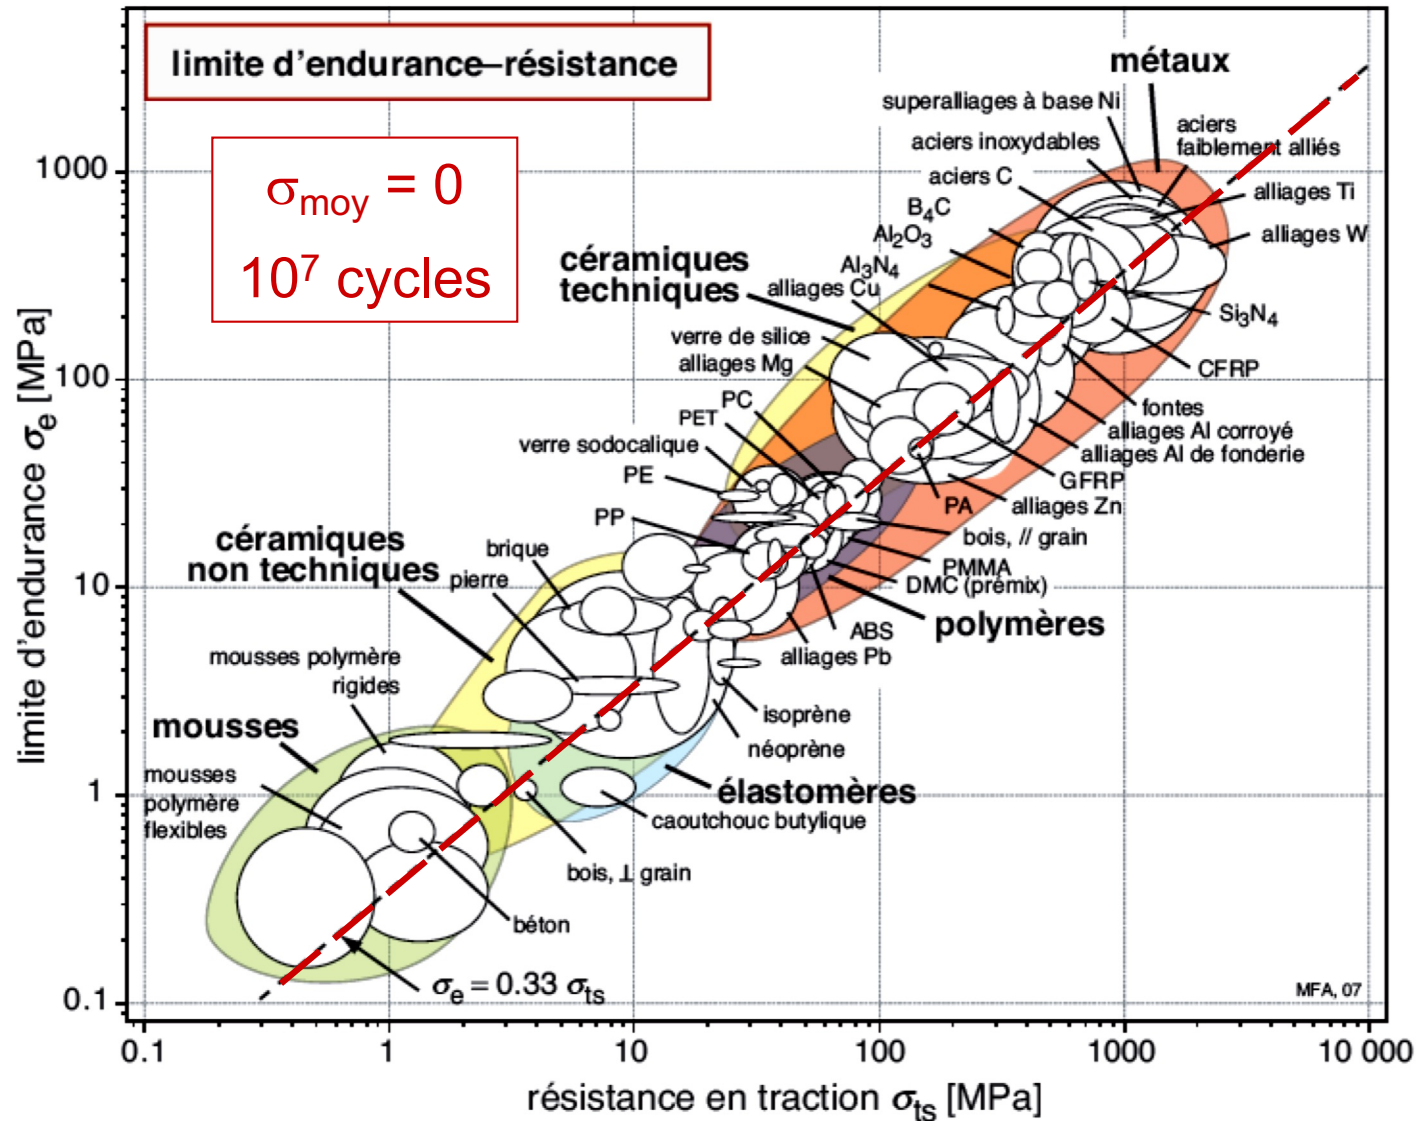 limite d'endurance–résistance
σmoy = 0
10⁷ cycles
métaux
superalliages à base Ni
aciers
faiblement alliés
aciers inoxydables
aciers C
alliages Ti
B₄C
alliages W
Al₂O₃
céramiques
techniques
Al₃N₄
alliages Cu
Si₃N₄
verre de silice
alliages Mg
CFRP
PC
PET
fontes
alliages Al corroyé
verre sodocalique
alliages Al de fonderie
PE
GFRP
PA
alliages Zn
PP
bois, // grain
céramiques
non techniques
brique
pierre
PMMA
DMC (prémix)
polymères
ABS
alliages Pb
mousses polymère
rigides
isoprène
mousses
néoprène
mousses
polymère
flexibles
élastomères
caoutchouc butylique
bois, ⊥ grain
béton
σe = 0.33 σts
MFA, 07
limite d'endurance σe [MPa]
1000
100
10
1
0.1
0.1 1 10 100 1000 10 000
résistance en traction σts [MPa]